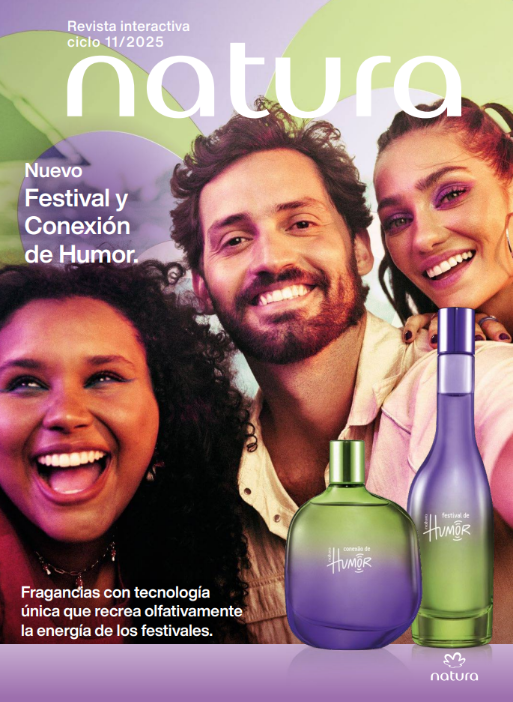 Revista interactiva
ciclo 11/2025
natura
Nuevo
Festival y
Conexión
de Humor.
conexão de
HUMOR
festival de
HUMOR
Fragancias con tecnología
única que recrea olfativamente
la energía de los festivales.
natura